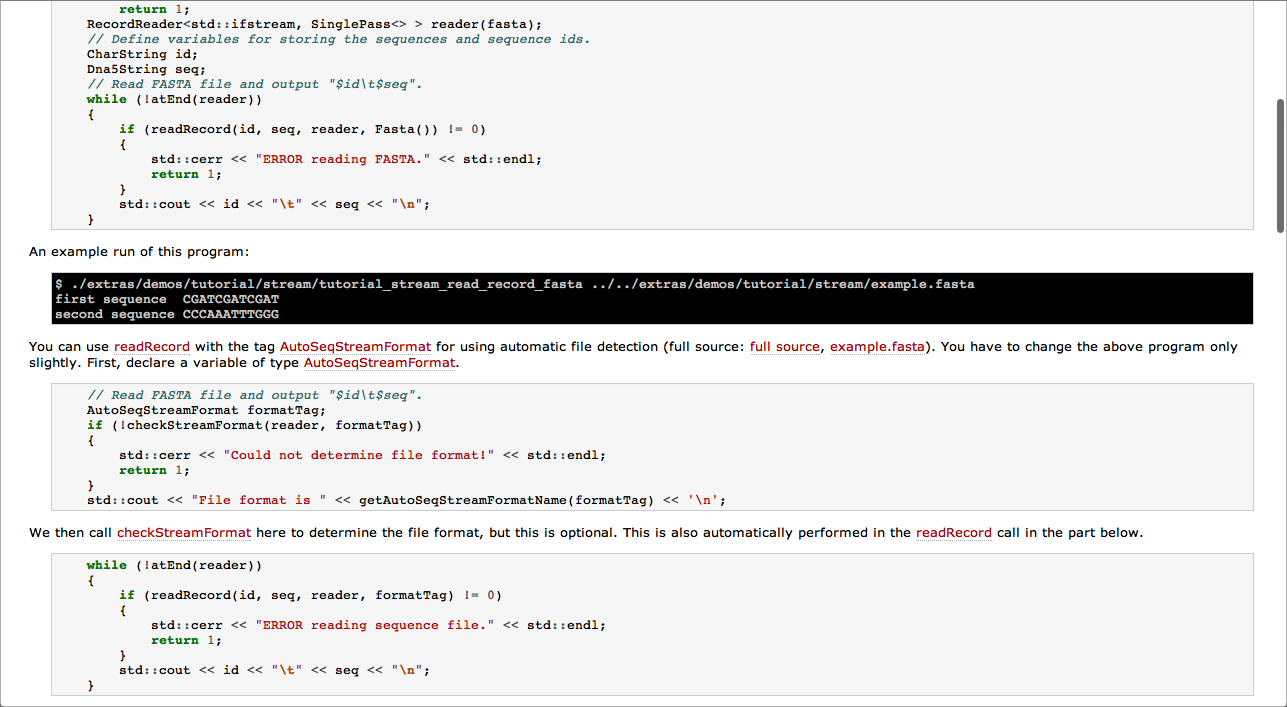 return 1;
RecordReader<std::ifstream, SinglePass<> > reader(fasta);
// Define variables for storing the sequences and sequence ids.
CharString id;
Dna5String seq;
// Read FASTA file and output "$id\t$seq".
while (!atEnd(reader))
{
if (readRecord(id, seq, reader, Fasta()) != 0)
{
std::cerr << "ERROR reading FASTA." << std::endl;
return 1;
}
std::cout << id << "\t" << seq << "\n";
}
An example run of this program:
$ ./extras/demos/tutorial/stream/tutorial_stream_read_record_fasta ../../extras/demos/tutorial/stream/example.fasta
first sequence  CGATCGATCGAT
second sequence CCCAAATTTGGG
You can use readRecord with the tag AutoSeqStreamFormat for using automatic file detection (full source: full source, example.fasta). You have to change the above program only
slightly. First, declare a variable of type AutoSeqStreamFormat.
// Read FASTA file and output "$id\t$seq".
AutoSeqStreamFormat formatTag;
if (!checkStreamFormat(reader, formatTag))
{
std::cerr << "Could not determine file format!" << std::endl;
return 1;
}
std::cout << "File format is " << getAutoSeqStreamFormatName(formatTag) << '\n';
We then call checkStreamFormat here to determine the file format, but this is optional. This is also automatically performed in the readRecord call in the part below.
while (!atEnd(reader))
{
if (readRecord(id, seq, reader, formatTag) != 0)
{
std::cerr << "ERROR reading sequence file." << std::endl;
return 1;
}
std::cout << id << "\t" << seq << "\n";
}